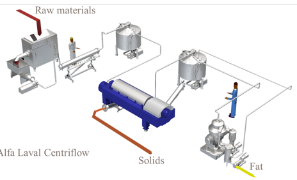 Raw materials
Alfa Laval Centriflow
Solids
Fat